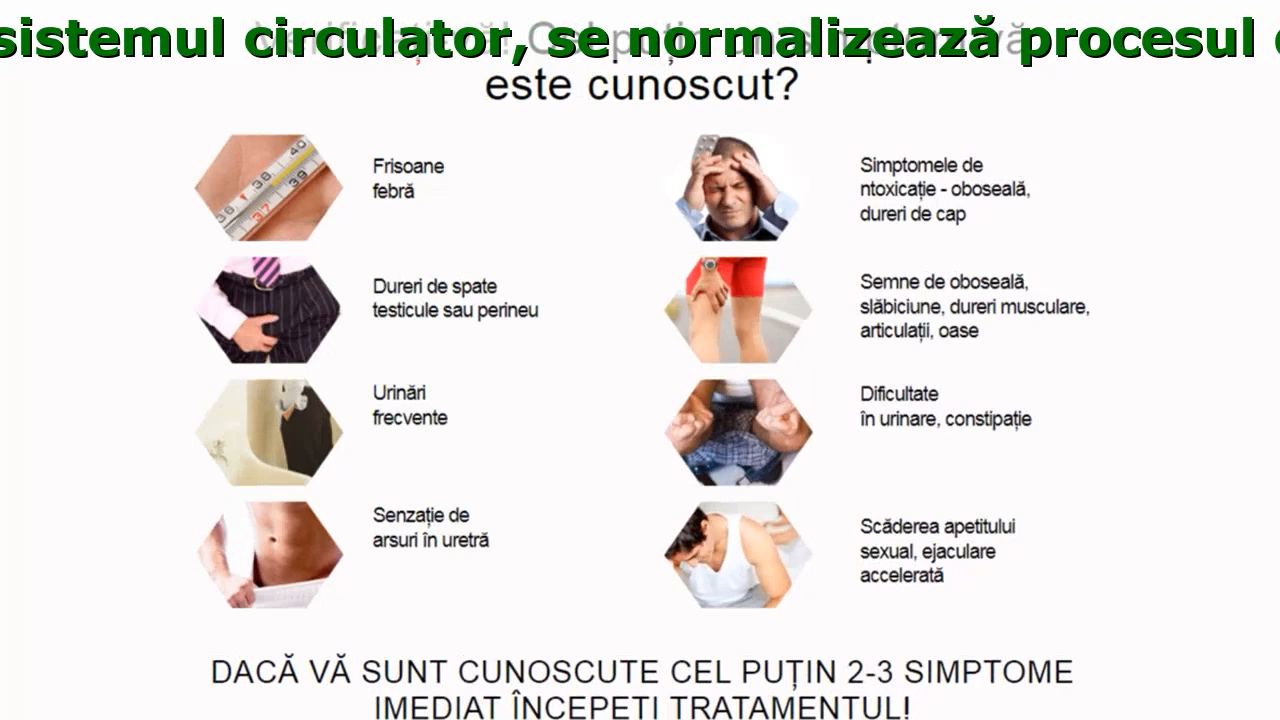 sistemul circulator, se normalizează procesul
este cunoscut?
Frisoane
febră
Simptomele de
ntoxicație - oboseală,
dureri de cap
Dureri de spate
testicule sau perineu
Semne de oboseală,
slăbiciune, dureri musculare,
articulații, oase
Urinări
frecvente
Dificultate
în urinare, constipație
Senzație de
arsuri în uretră
Scăderea apetitului
sexual, ejaculare
accelerată
DACĂ VĂ SUNT CUNOSCUTE CEL PUȚIN 2-3 SIMPTOME
IMEDIAT ÎNCEPETI TRATAMENTUL!